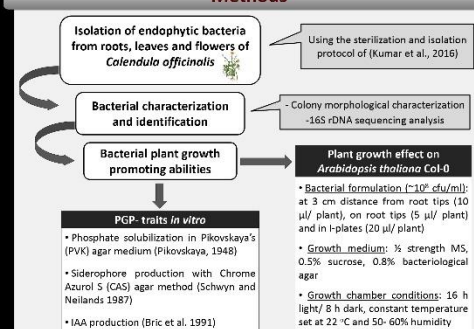 Methods
Isolation of endophytic bacteria
from roots, leaves and flowers of
Calendula officinalis
Using the sterilization and isolation
protocol of (Kumar et al., 2016)
Bacterial characterization
and identification
- Colony morphological characterization
-16S rDNA sequencing analysis
Bacterial plant growth
promoting abilities
PGP- traits in vitro
• Phosphate solubilization in Pikovskaya's
(PVK) agar medium (Pikovskaya, 1948)
• Siderophore production with Chrome
Azurol S (CAS) agar method (Schwyn and
Neilands 1987)
• IAA production (Bric et al. 1991)
Plant growth effect on
Arabidopsis thaliana Col-0
• Bacterial formulation (~10⁸ cfu/ml):
at 3 cm distance from root tips (10
µl/ plant), on root tips (5 µl/ plant)
and in I-plates (20 µl/ plant)
• Growth medium: ½ strength MS,
0.5% sucrose, 0.8% bacteriological
agar
• Growth chamber conditions: 16 h
light/ 8 h dark, constant temperature
set at 22 °C and 50- 60% humidity